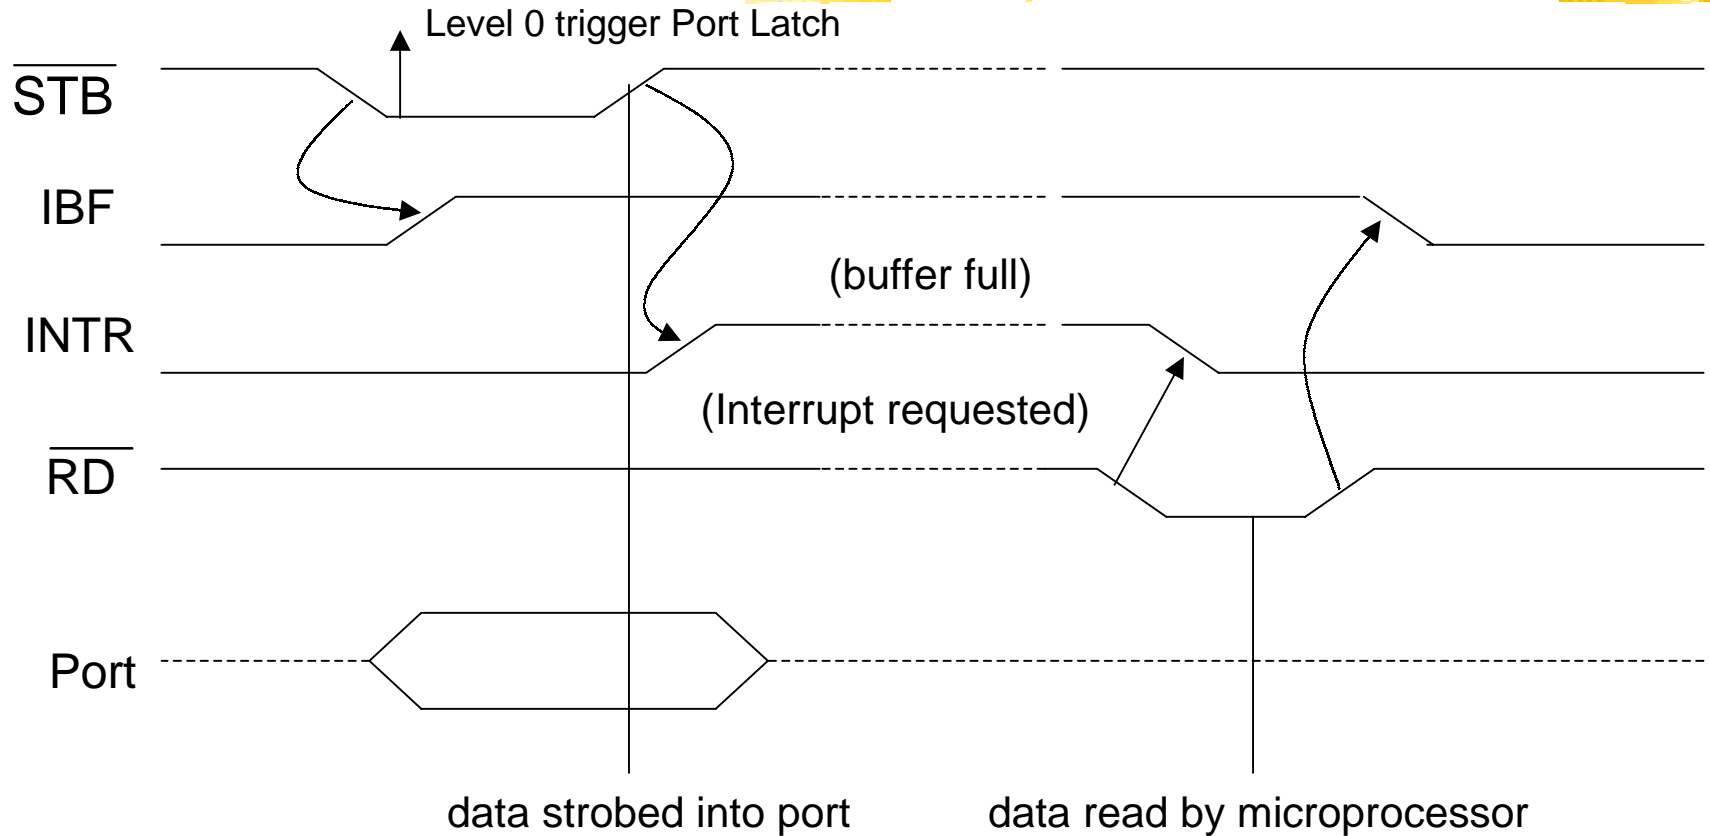 Level 0 trigger Port Latch
STB
IBF
(buffer full)
INTR
(Interrupt requested)
RD
Port
data strobed into port
data read by microprocessor